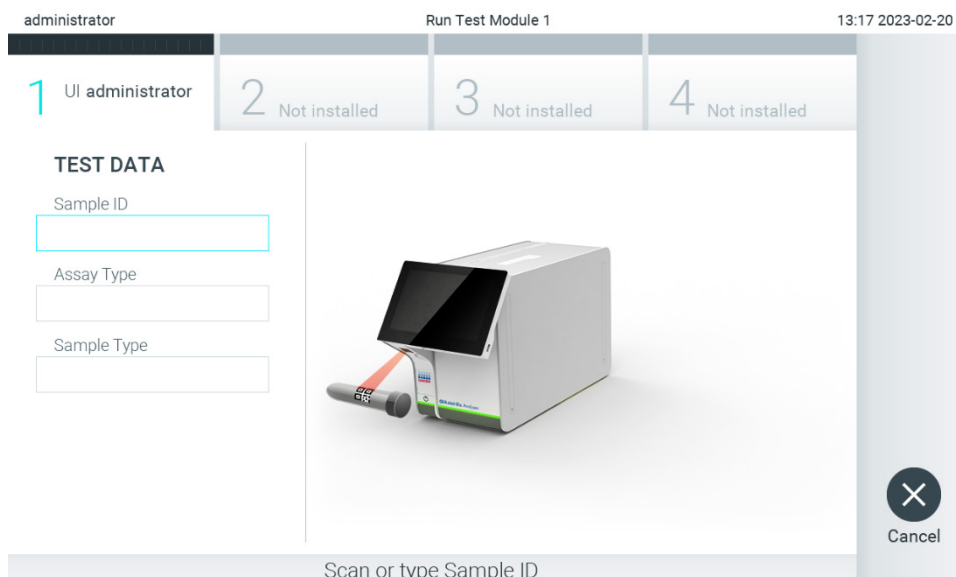 administrator Run Test Module 1 13:17 2023-02-20
1 UI administrator 2 Not installed 3 Not installed 4 Not installed
TEST DATA
Sample ID
Assay Type
Sample Type
Cancel
Scan or type Sample ID